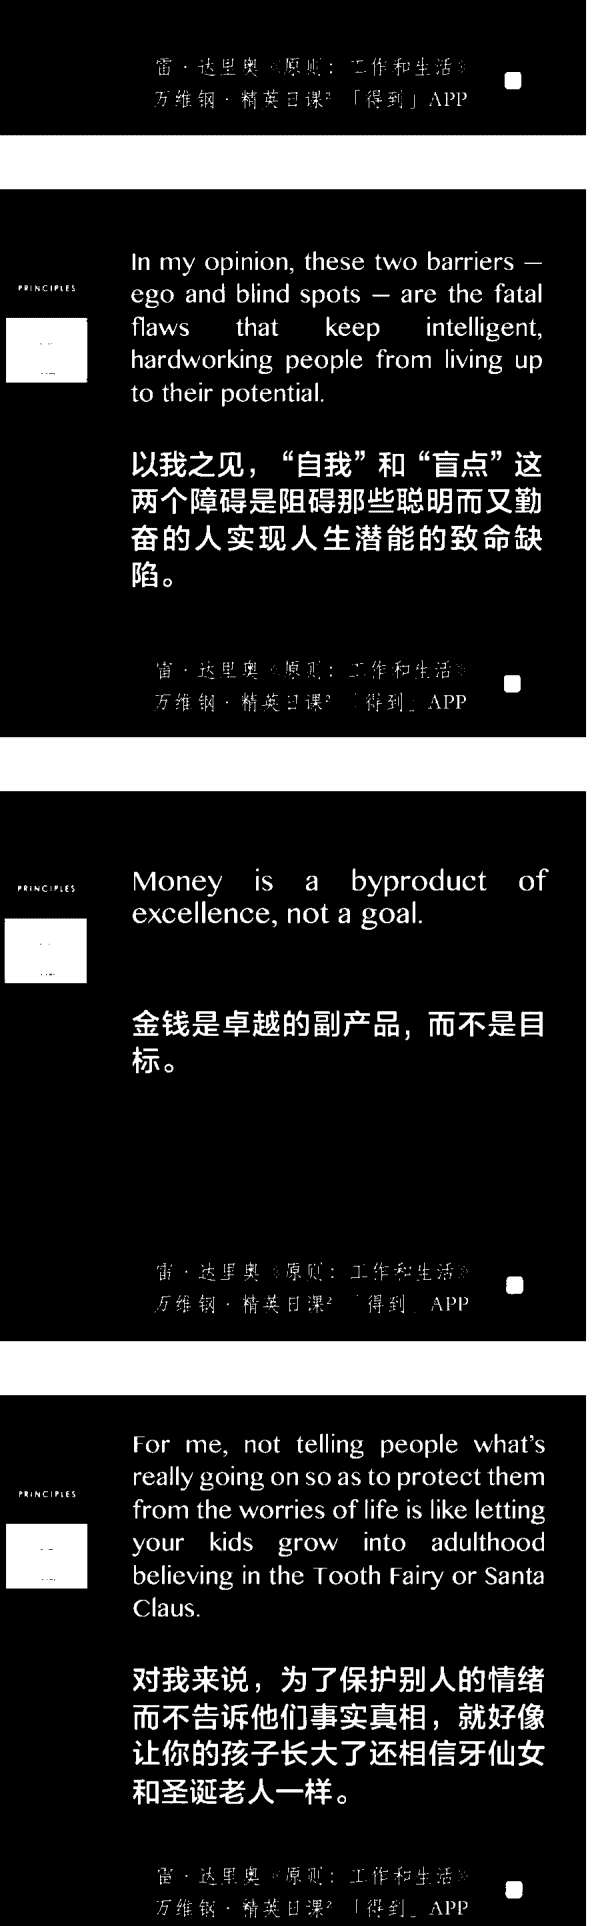 雷·达里奥《原则：工作和生活》
万维钢·精英日课² 「得到」APP
In my opinion, these two barriers —
PRINCIPLES
ego and blind spots — are the fatal
flaws that keep intelligent,
hardworking people from living up
to their potential.
以我之见，“自我”和“盲点”这
两个障碍是阻碍那些聪明而又勤
奋的人实现人生潜能的致命缺
陷。
雷·达里奥《原则：工作和生活》
万维钢·精英日课² 「得到」APP
Money is a byproduct of
PRINCIPLES
excellence, not a goal.
金钱是卓越的副产品，而不是目
标。
雷·达里奥《原则：工作和生活》
万维钢·精英日课² 「得到」APP
For me, not telling people what’s
really going on so as to protect them
PRINCIPLES
from the worries of life is like letting
your kids grow into adulthood
believing in the Tooth Fairy or Santa
Claus.
对我来说，为了保护别人的情绪
而不告诉他们事实真相，就好像
让你的孩子长大了还相信牙仙女
和圣诞老人一样。
雷·达里奥《原则：工作和生活》
万维钢·精英日课² 「得到」APP